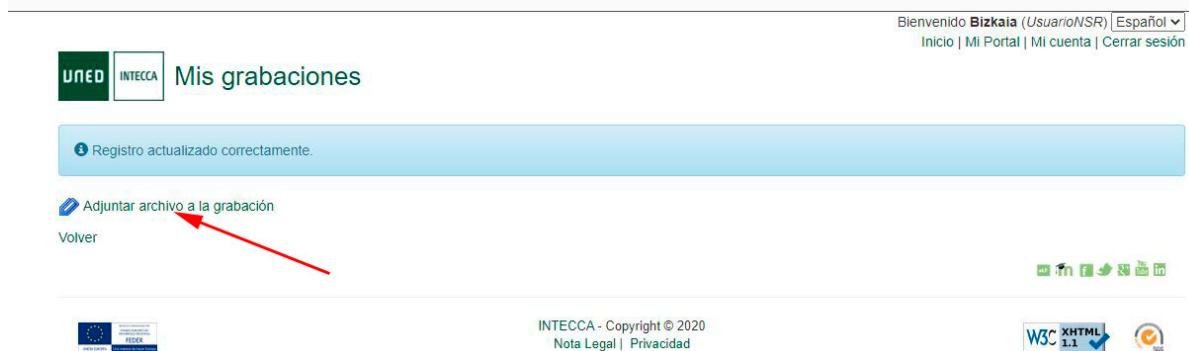 Bienvenido Bizkaia (UsuarioNSR) Español
Inicio | Mi Portal | Mi cuenta | Cerrar sesión
UNED INTECCA Mis grabaciones
Registro actualizado correctamente.
Adjuntar archivo a la grabación
Volver
INTECCA - Copyright © 2020
Nota Legal | Privacidad
FEDER
W3C XHTML 1.1